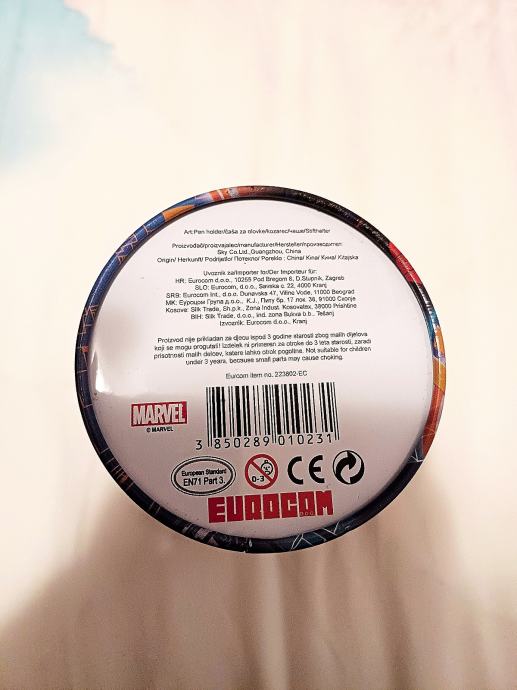 Art:Pen holder/čaša za olovke/kozarec/чаше/Stifthalter
Proizvođač/proizvajalec/manufacturer/Hersteller/производител:
Sky Co.Ltd.,Guangzhou, China
Origin/ Herkunft/ Podrijetlo/ Потекло/ Poreklo : China/ Kina/ Кина/ Kitajska
Uvoznik za/importer for/Der Importeur für:
HR: Eurocom d.o.o., 10255 Pod Bregom 6, D.Stupnik, Zagreb
SLO: Eurocom, d.o.o., Savska c. 22, 4000 Kranj
SRB: Eurocom Int., d.o.o. Dunavska 47, Viline Vode, 11000 Beograd
MK: Еуроцом Група д.о.о., К.Ј., Питу бр. 17 лок. 36, 91000 Скопје
Kosova: Silk Trade, Sh.p.k., Zona Indust. Kosovatex, 38000 Prishtine
BIH: Silk Trade, d.o.o., ind. zona Bukva b.b., Tešanj
Izvoznik: Eurocom d.o.o., Kranj
Proizvod nije prikladan za djecu ispod 3 godine starosti zbog malih dijelova
koji se mogu progutati! Izdelek ni primeren za otroke do 3 leta starosti, zaradi
prisotnosti malih delcev, katere lahko otrok pogoltne. Not suitable for children
under 3 years, because small parts may cause choking.
Eurcom item no. 223802-EC
MARVEL
© MARVEL
3 850289 010231
European Standard
EN71 Part 3.
0-3
CE
EUROCOM
D.O.O.